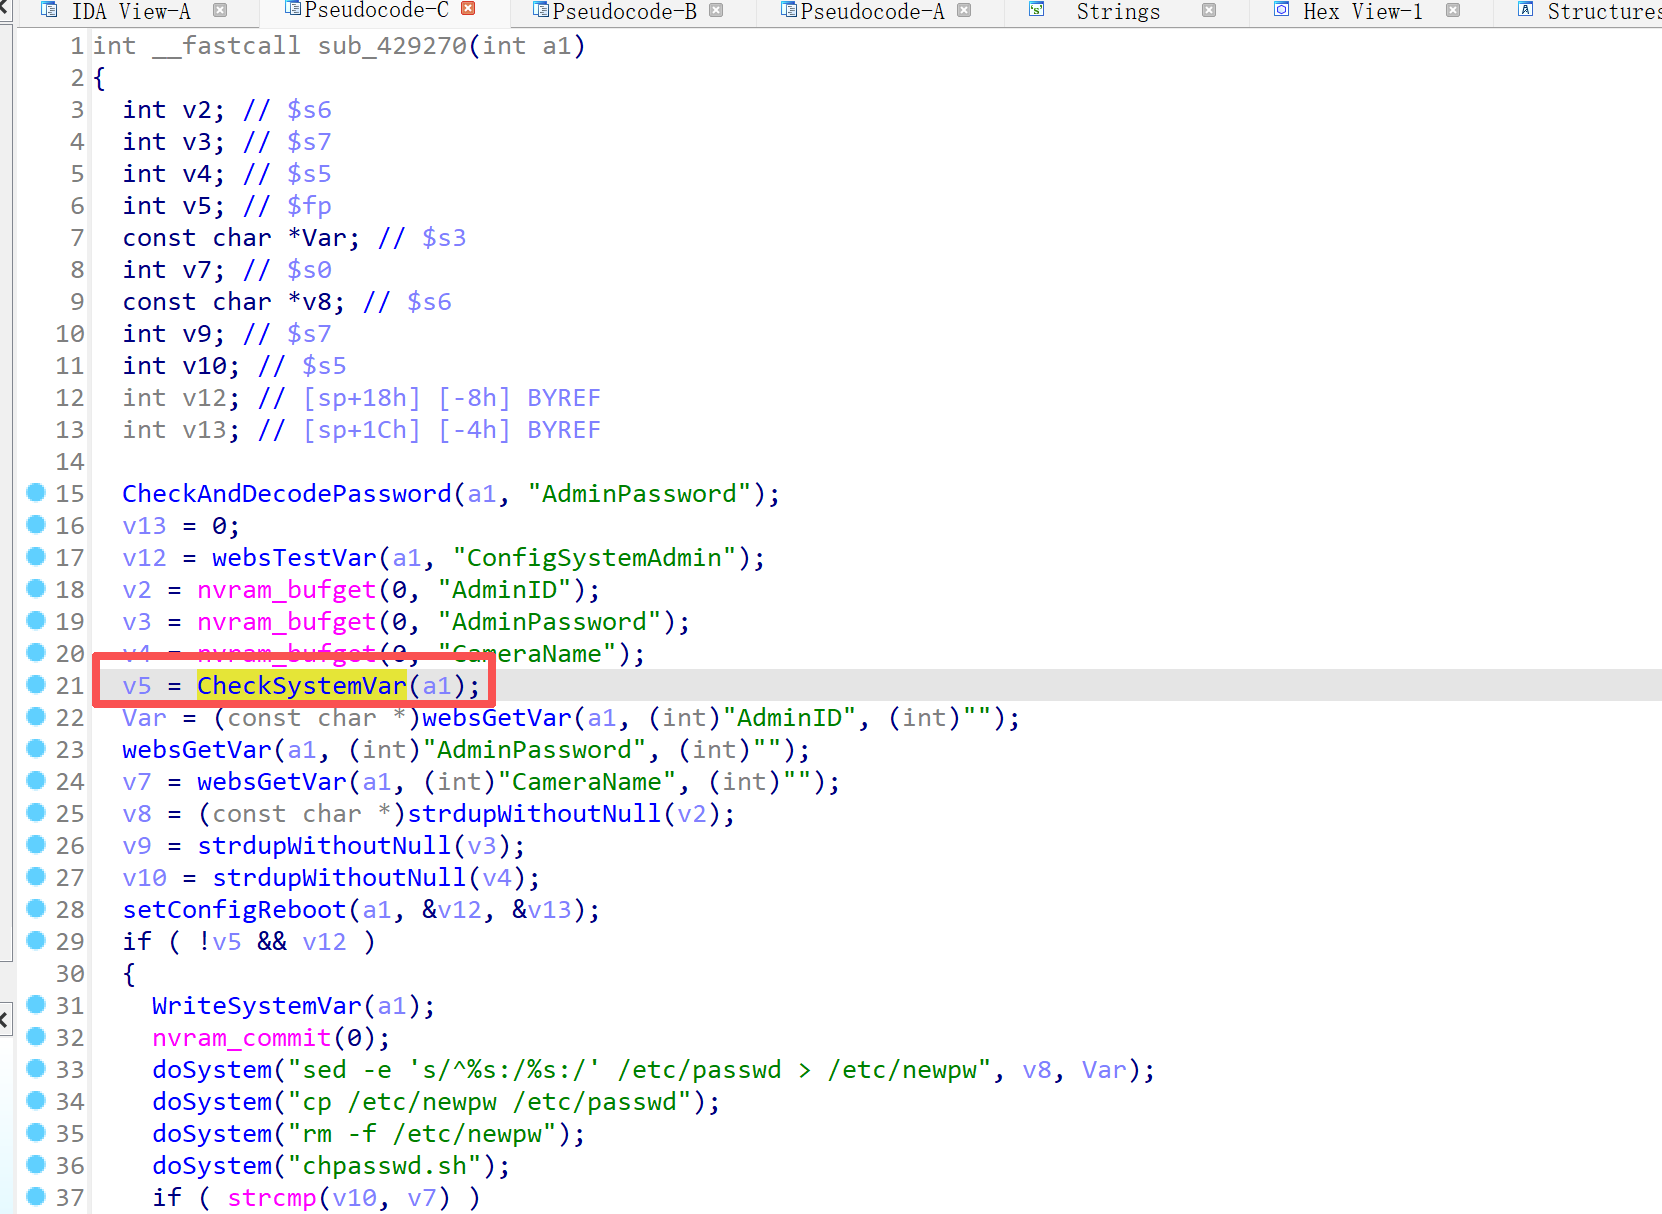 IDA View-A
Pseudocode-C
Pseudocode-B
Pseudocode-A
Strings
Hex View-1
Structures
1 int __fastcall sub_429270(int a1)
2 {
3   int v2; // $s6
4   int v3; // $s7
5   int v4; // $s5
6   int v5; // $fp
7   const char *Var; // $s3
8   int v7; // $s0
9   const char *v8; // $s6
10   int v9; // $s7
11   int v10; // $s5
12   int v12; // [sp+18h] [-8h] BYREF
13   int v13; // [sp+1Ch] [-4h] BYREF
14
15   CheckAndDecodePassword(a1, "AdminPassword");
16   v13 = 0;
17   v12 = websTestVar(a1, "ConfigSystemAdmin");
18   v2 = nvram_bufget(0, "AdminID");
19   v3 = nvram_bufget(0, "AdminPassword");
20   v4 = nvram_bufget(0, "CameraName");
21   v5 = CheckSystemVar(a1);
22   Var = (const char *)websGetVar(a1, (int)"AdminID", (int)"");
23   websGetVar(a1, (int)"AdminPassword", (int)"");
24   v7 = websGetVar(a1, (int)"CameraName", (int)"");
25   v8 = (const char *)strdupWithoutNull(v2);
26   v9 = strdupWithoutNull(v3);
27   v10 = strdupWithoutNull(v4);
28   setConfigReboot(a1, &v12, &v13);
29   if ( !v5 && v12 )
30   {
31     WriteSystemVar(a1);
32     nvram_commit(0);
33     doSystem("sed -e 's/^%s:/%s:/' /etc/passwd > /etc/newpw", v8, Var);
34     doSystem("cp /etc/newpw /etc/passwd");
35     doSystem("rm -f /etc/newpw");
36     doSystem("chpasswd.sh");
37     if ( strcmp(v10, v7) )